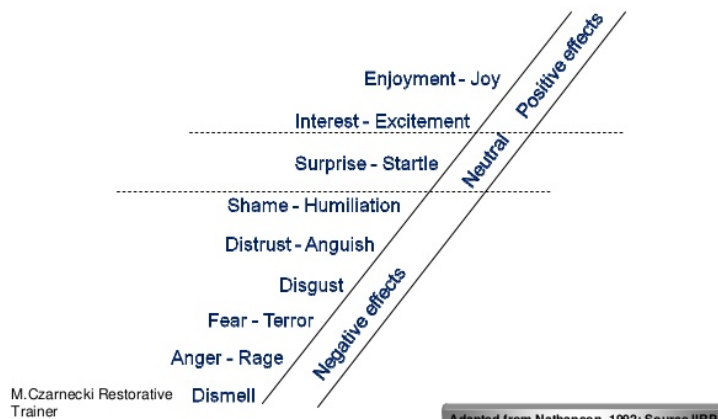 Enjoyment - Joy
Interest - Excitement
Surprise - Startle
Shame - Humiliation
Distrust - Anguish
Disgust
Fear - Terror
Anger - Rage
Dismell
Positive effects
Neutral
Negative effects
M.Czarnecki Restorative
Trainer
Adapted from Nathanson, 1992; Source